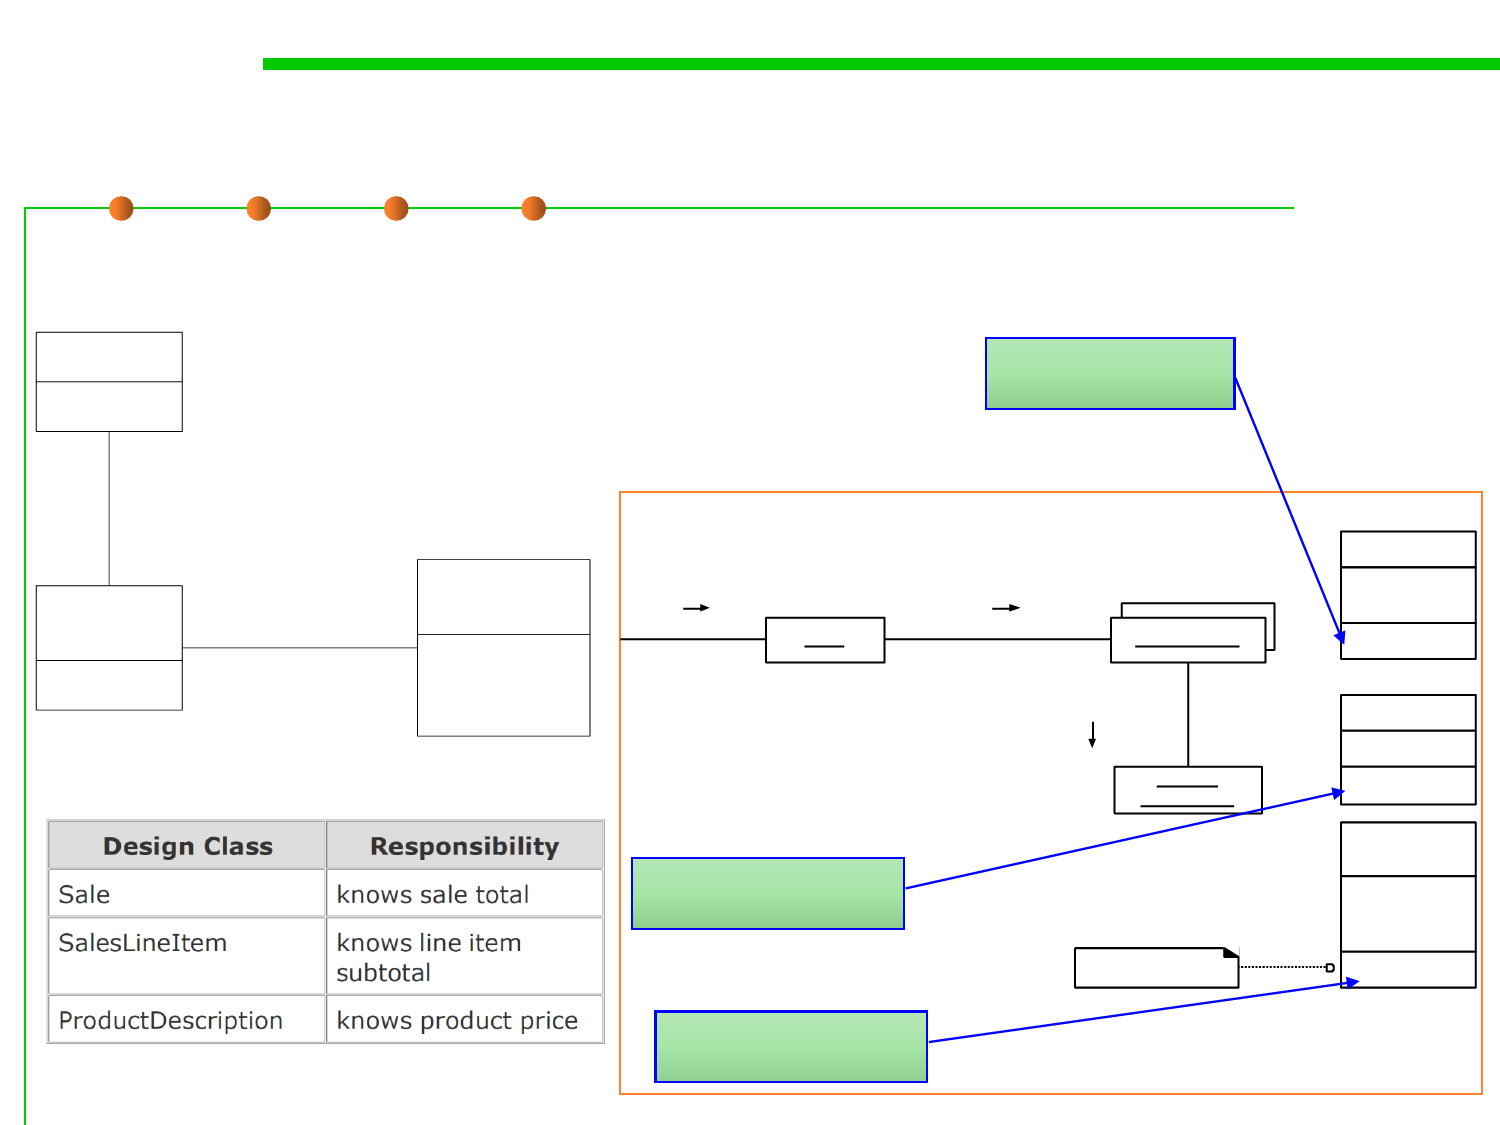 Design Class Responsibility
Sale knows sale total
SalesLineItem knows line item
subtotal
ProductDescription knows product price